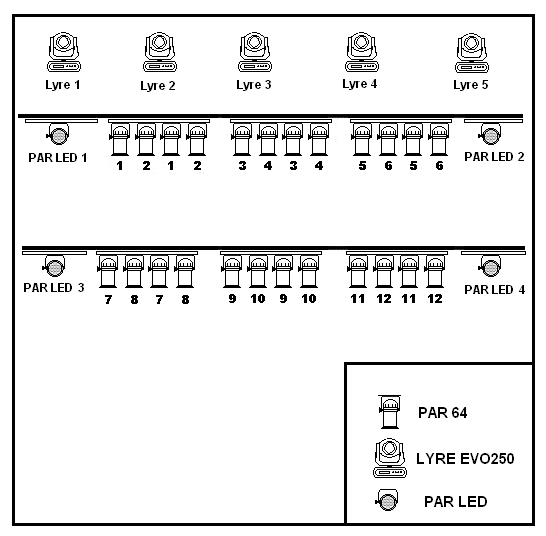 Lyre 1 Lyre 2 Lyre 3 Lyre 4 Lyre 5
PAR LED 1 1 2 1 2 3 4 3 4 5 6 5 6 PAR LED 2
PAR LED 3 7 8 7 8 9 10 9 10 11 12 11 12 PAR LED 4
PAR 64
LYRE EVO250
PAR LED